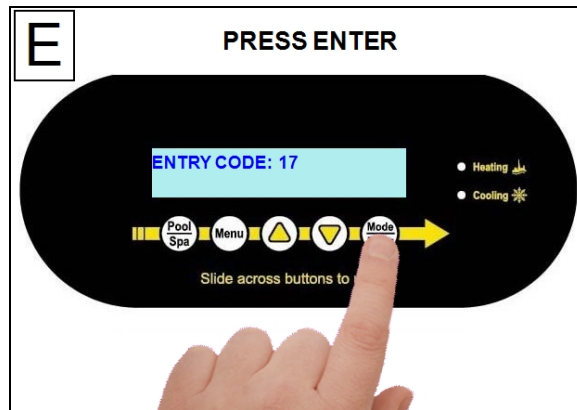 E
PRESS ENTER
ENTRY CODE: 17
Heating
Cooling
Pool
Spa
Menu
Mode
Slide across buttons to